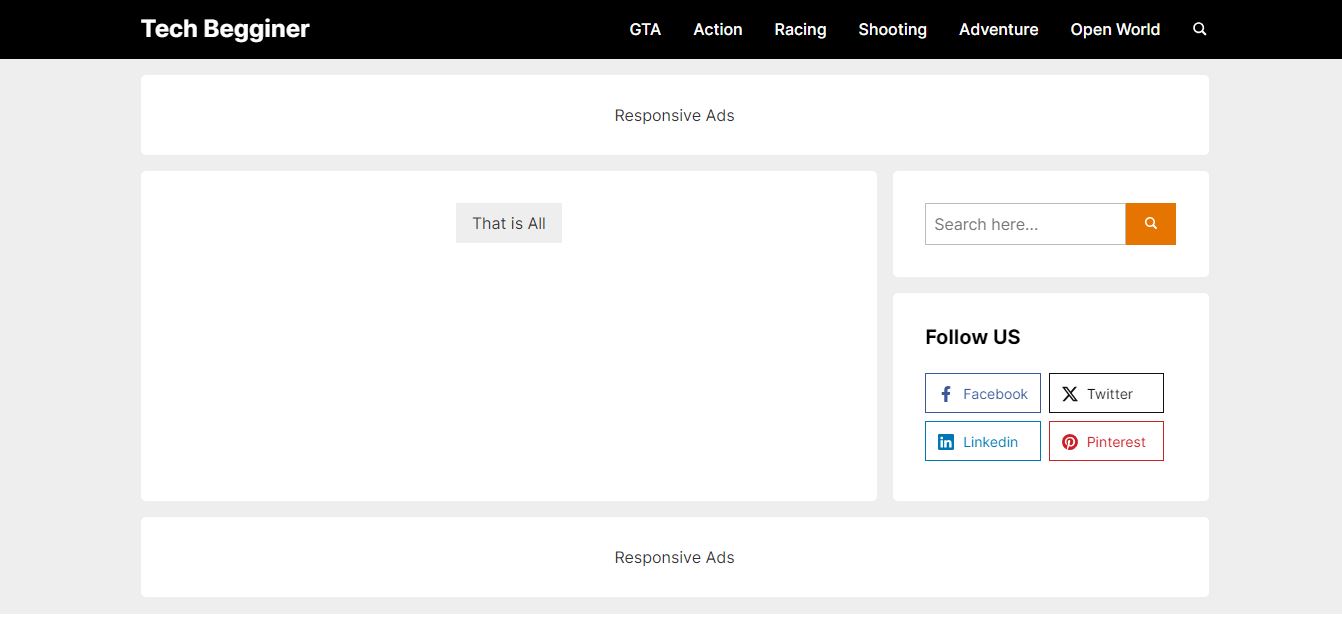 Tech Begginer
GTA Action Racing Shooting Adventure Open World
Responsive Ads
That is All
Search here...
Follow US
Facebook Twitter
Linkedin Pinterest
Responsive Ads